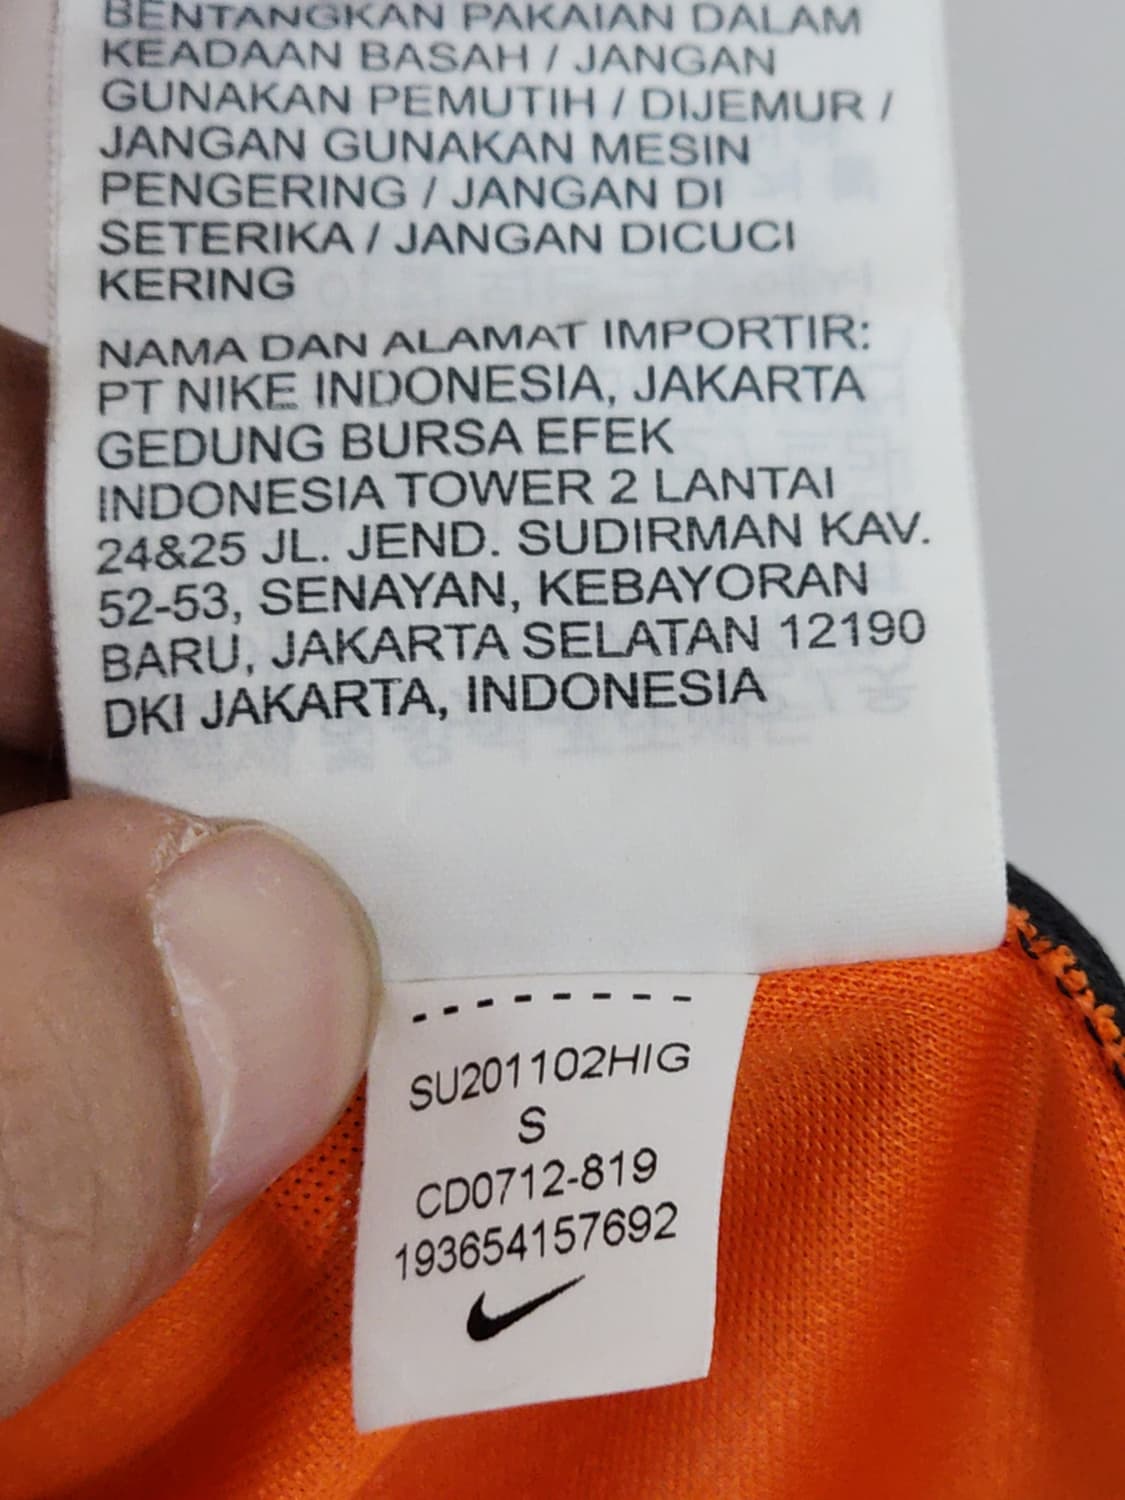 BENTANGKAN PAKAIAN DALAM
KEADAAN BASAH / JANGAN
GUNAKAN PEMUTIH / DIJEMUR /
JANGAN GUNAKAN MESIN
PENGERING / JANGAN DI
SETERIKA / JANGAN DICUCI
KERING
NAMA DAN ALAMAT IMPORTIR:
PT NIKE INDONESIA, JAKARTA
GEDUNG BURSA EFEK
INDONESIA TOWER 2 LANTAI
24&25 JL. JEND. SUDIRMAN KAV.
52-53, SENAYAN, KEBAYORAN
BARU, JAKARTA SELATAN 12190
DKI JAKARTA, INDONESIA
SU201102HIG
S
CD0712-819
193654157692